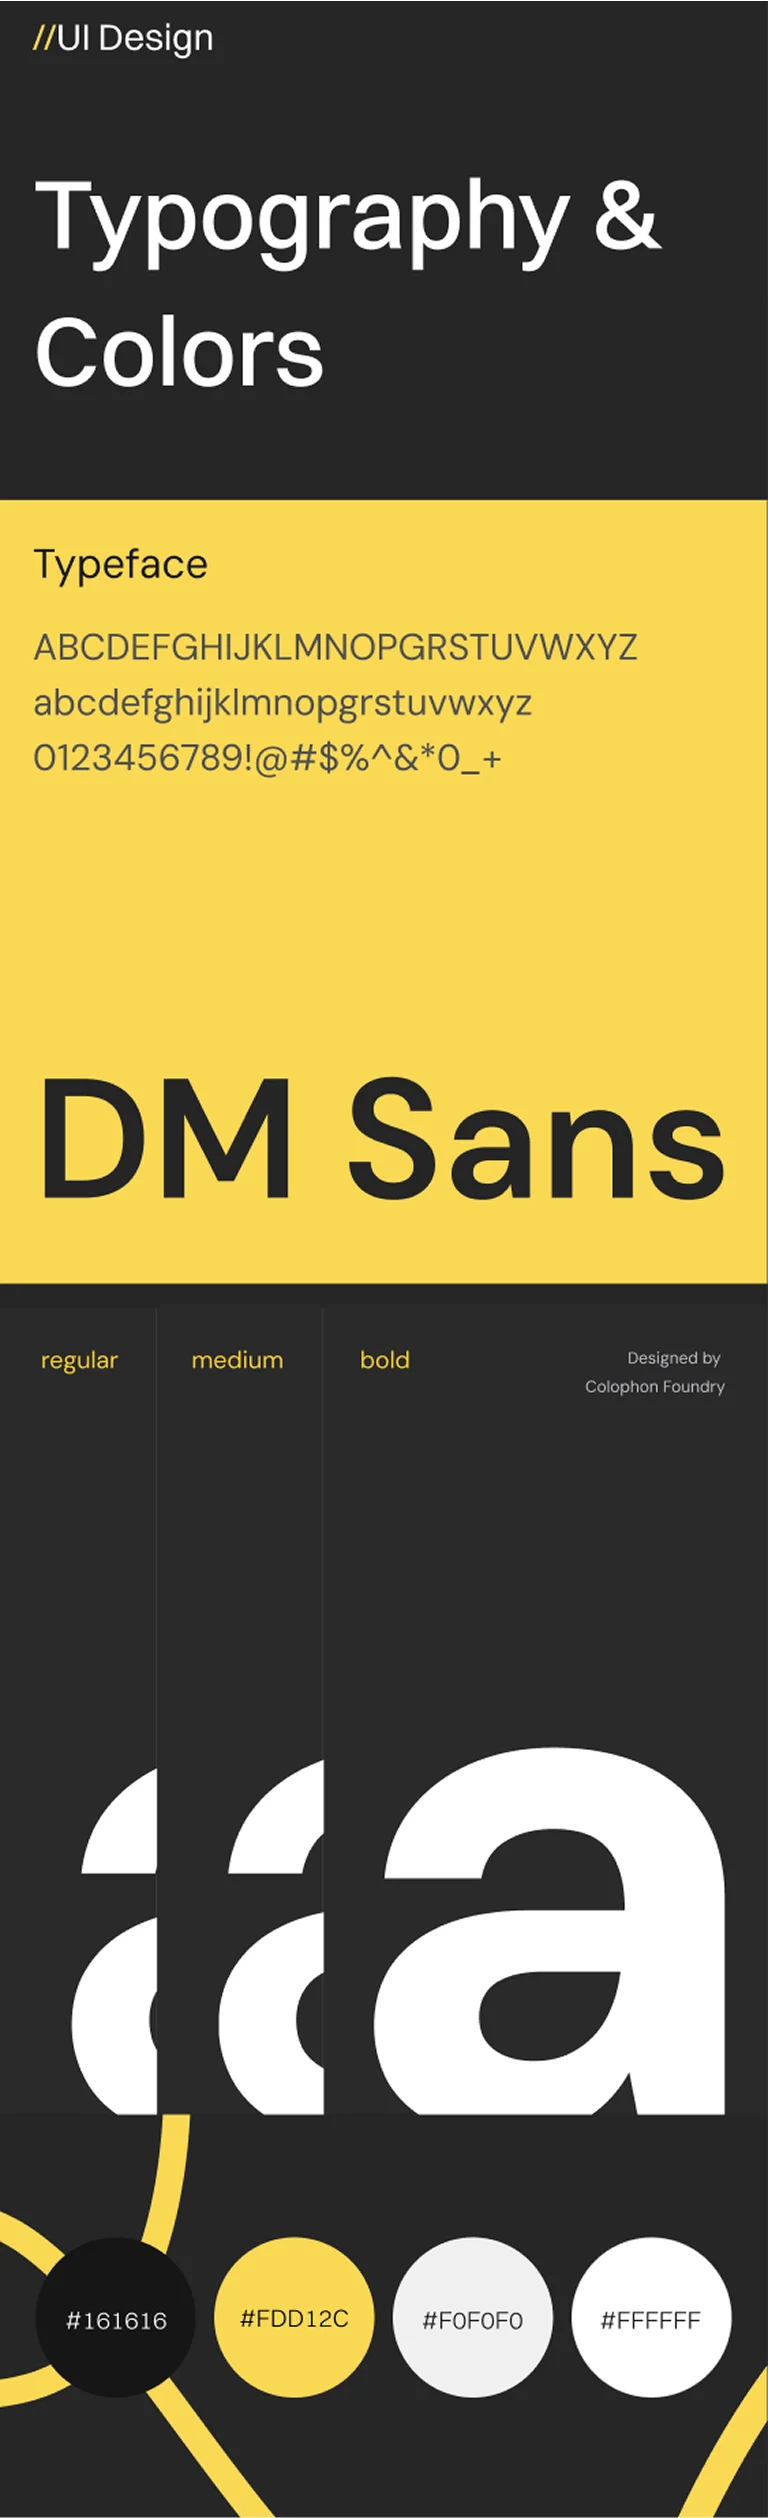 //UI Design
Typography &
Colors
Typeface
ABCDEFGHIJKLMNOPGRSTUVWXYZ
abcdefghijklmnopgrstuvwxyz
0123456789!@#$%^&*0_+
DM Sans
regular medium bold
Designed by
Colophon Foundry
a a a
#161616 #FDD12C #F0F0F0 #FFFFFF